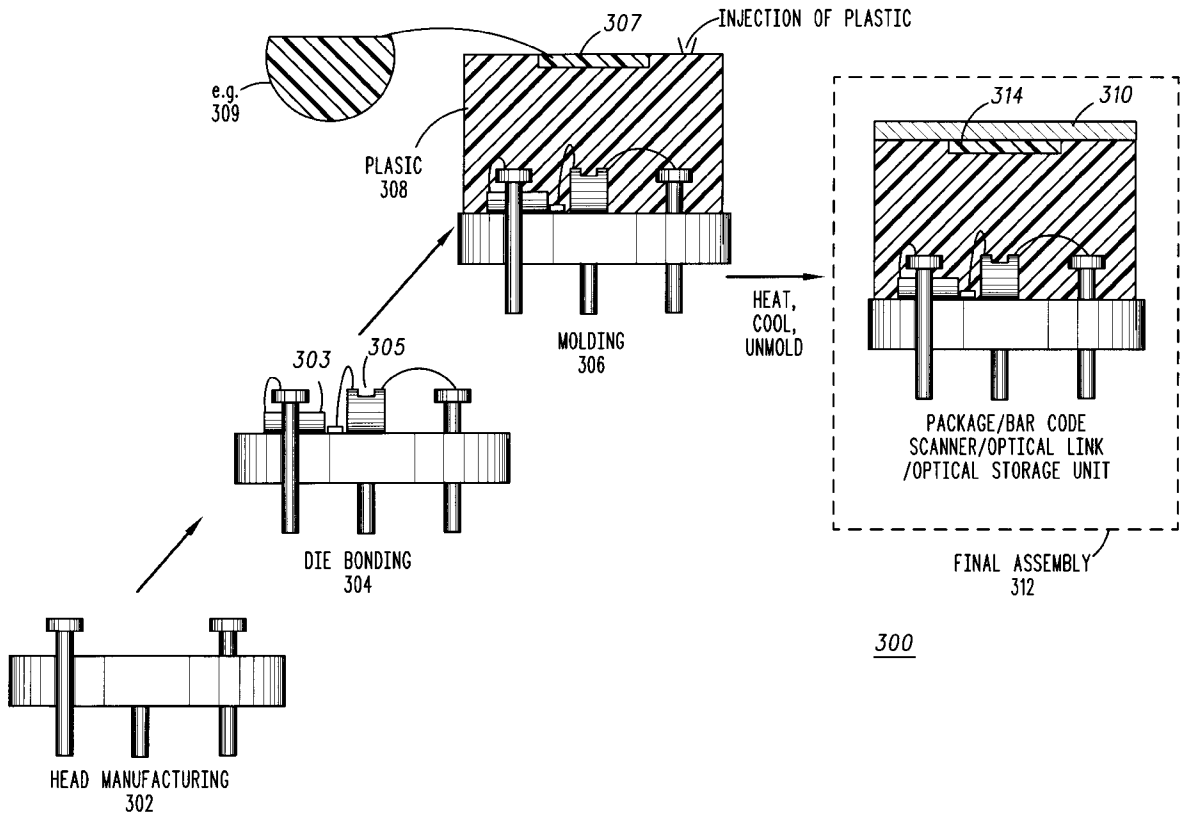 INJECTION OF PLASTIC
307
e.g.
309
PLASIC
308
314
310
303
305
MOLDING
306
HEAT,
COOL,
UNMOLD
PACKAGE/BAR CODE
SCANNER/OPTICAL LINK
/OPTICAL STORAGE UNIT
DIE BONDING
304
FINAL ASSEMBLY
312
300
HEAD MANUFACTURING
302